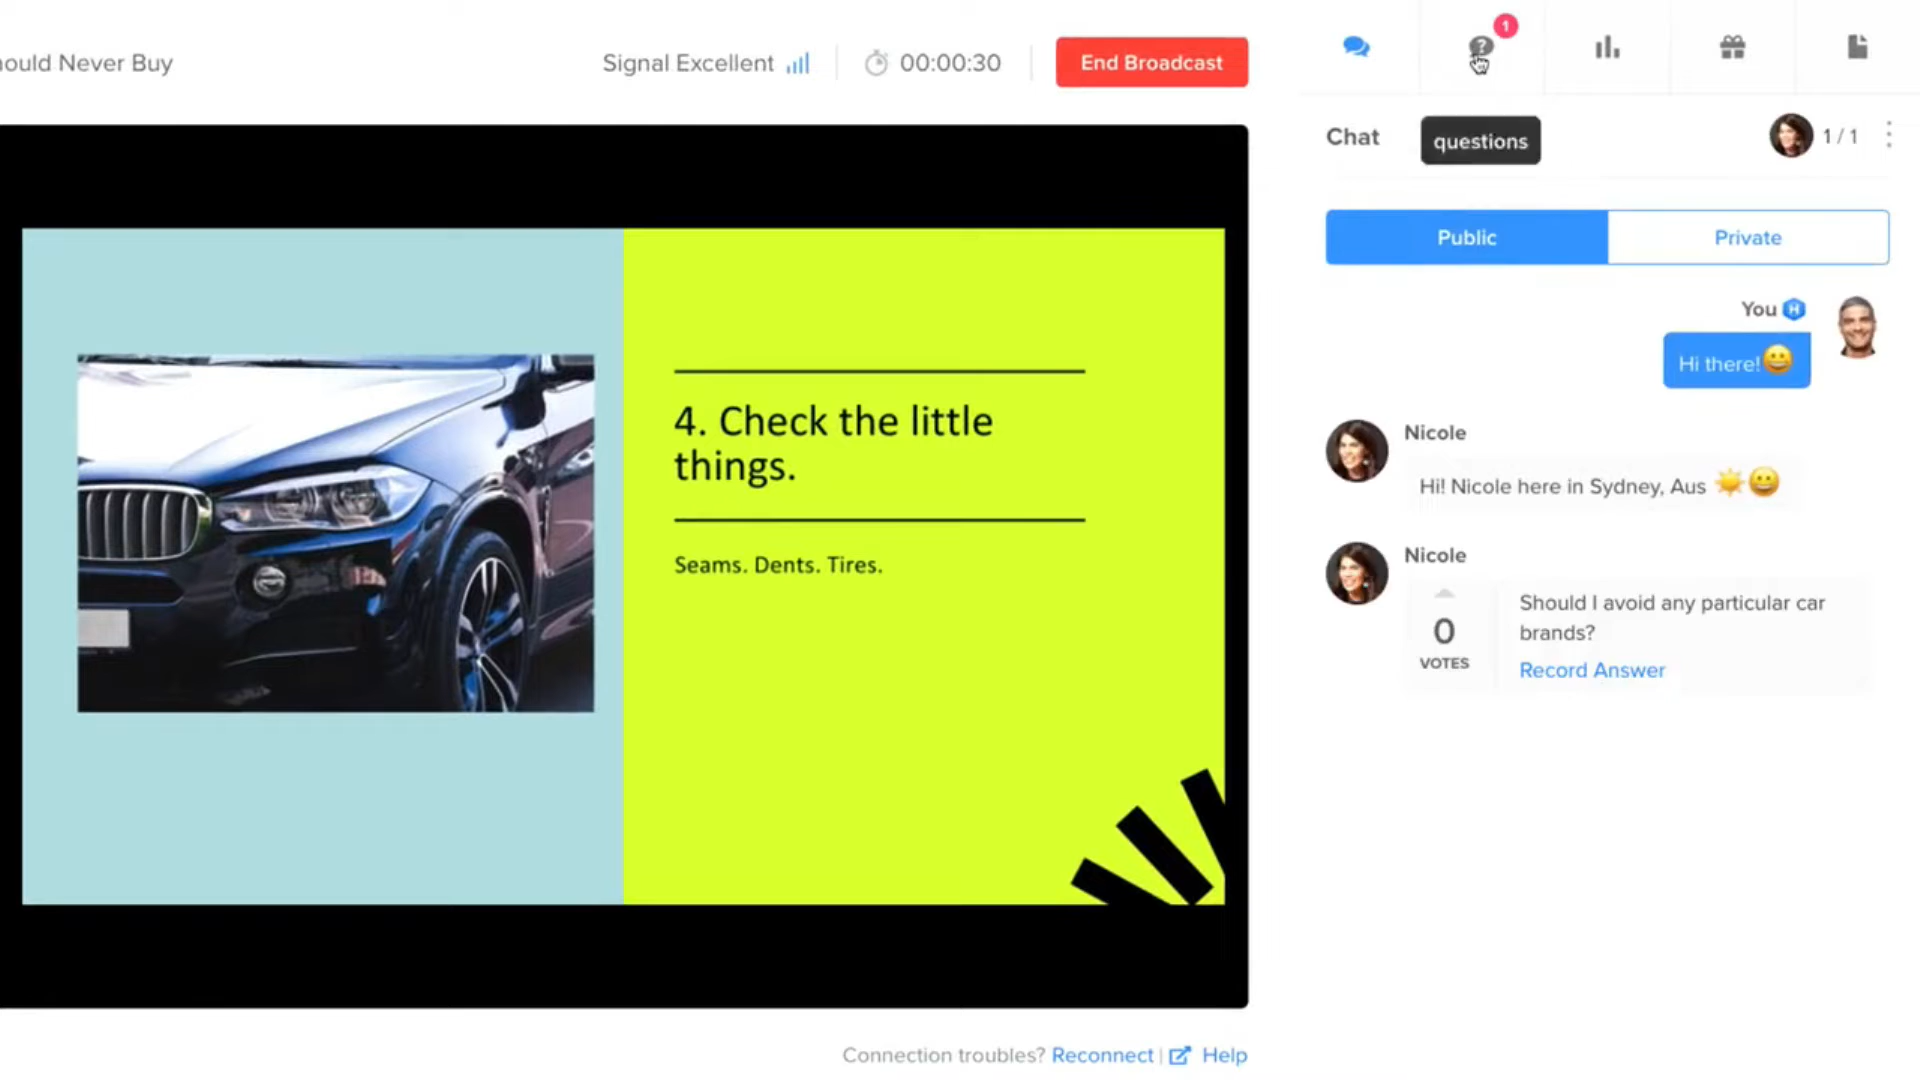 ould Never Buy
Signal Excellent
00:00:30
End Broadcast
1
questions
Chat
1 / 1
Public
Private
You
Hi there!😀
Nicole
Hi! Nicole here in Sydney, Aus ☀️😀
Nicole
0
VOTES
Should I avoid any particular car
brands?
Record Answer
4. Check the little
things.
Seams. Dents. Tires.
Connection troubles? Reconnect | Help